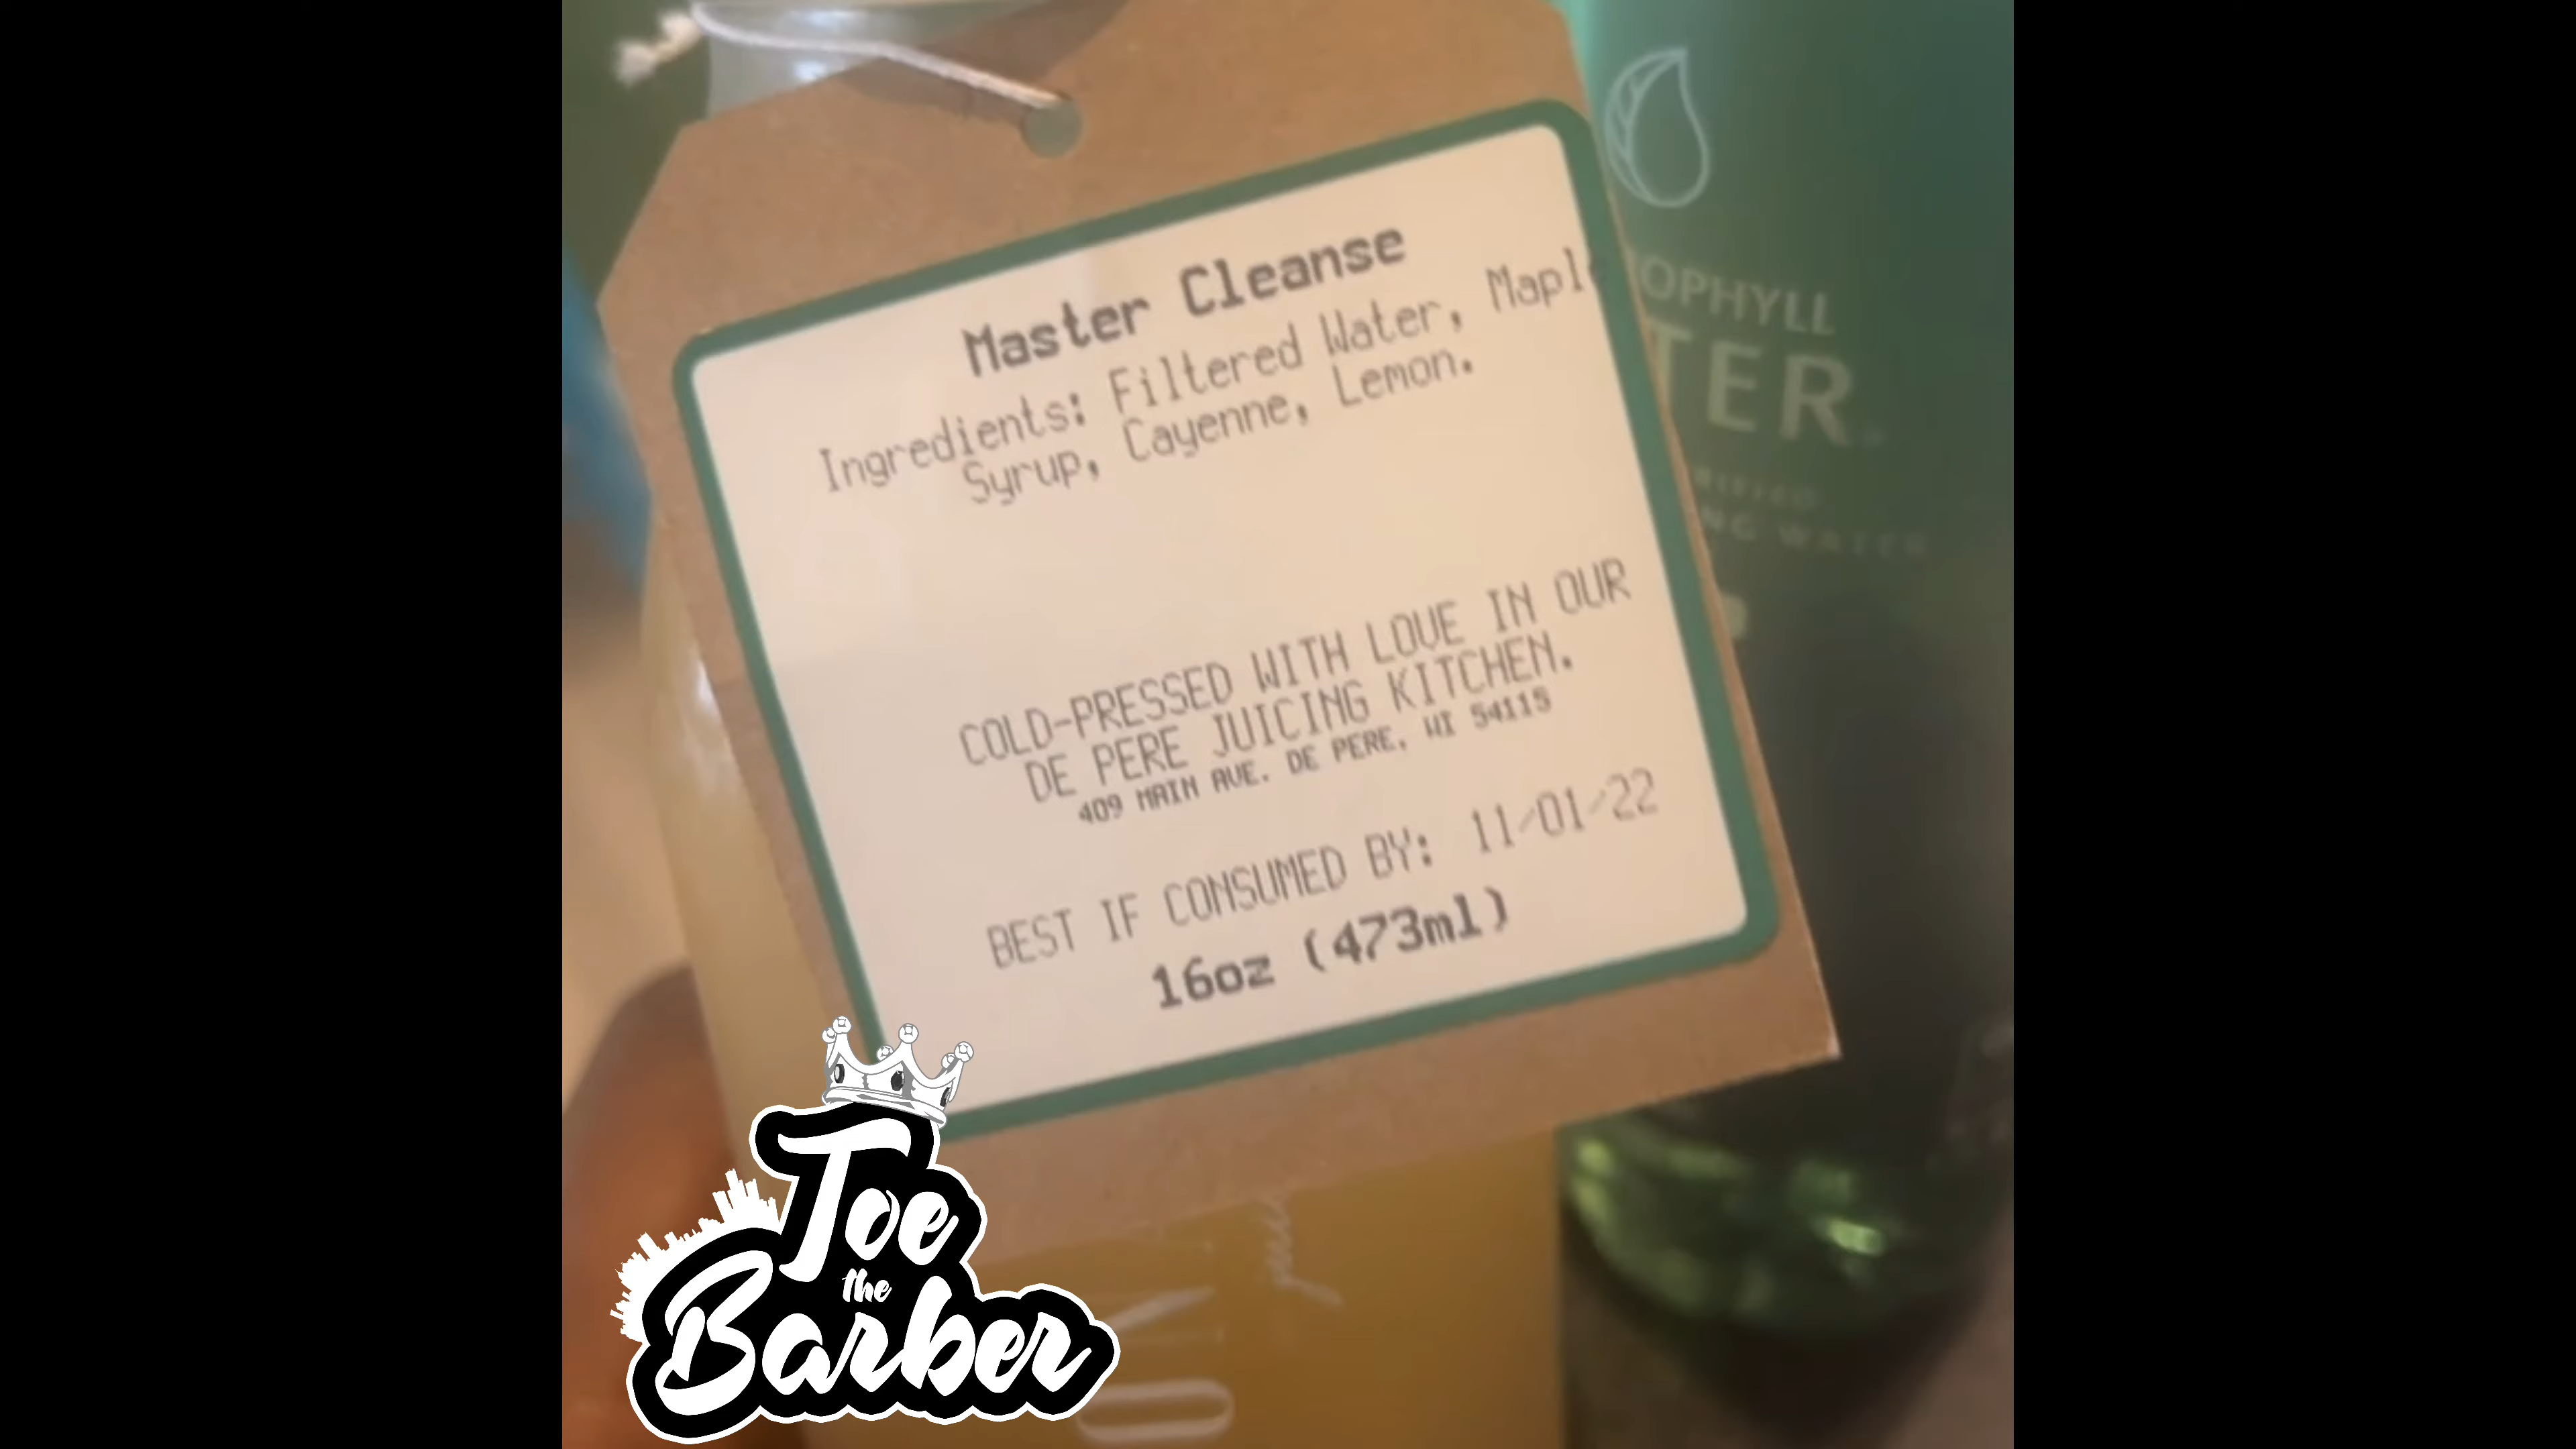 Master Cleanse
Ingredients: Filtered Water, Maple
Syrup, Cayenne, Lemon.
COLD-PRESSED WITH LOVE IN OUR
DE PERE JUICING KITCHEN.
409 MAIN AVE. DE PERE, WI 54115
BEST IF CONSUMED BY: 11/01/22
16oz (473ml)
OPHYLL
TER
WATER
Toe
the
Barber